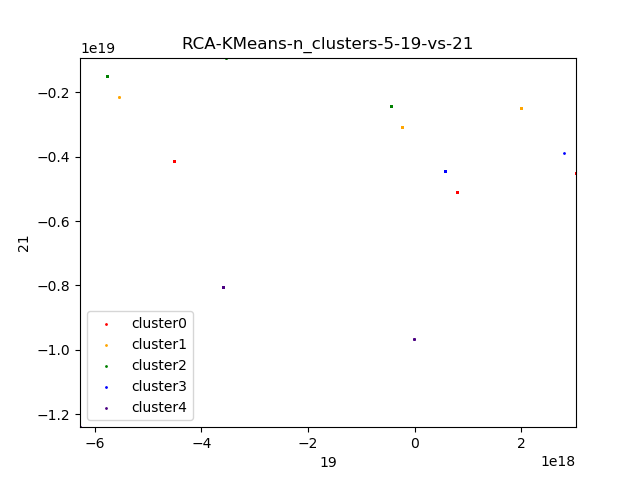 RCA-KMeans-n_clusters-5-19-vs-21
1e19
−0.2
−0.4
−0.6
−0.8
−1.0
−1.2
21
cluster0
cluster1
cluster2
cluster3
cluster4
−6
−4
−2
0
2
19
1e18